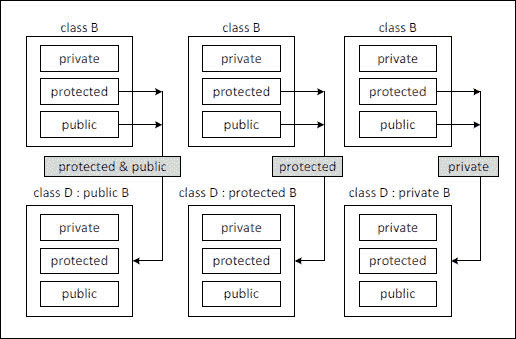 class B
class B
class B
private
private
private
protected
protected
protected
public
public
public
protected & public
protected
private
class D : public B
class D : protected B
class D : private B
private
private
private
protected
protected
protected
public
public
public